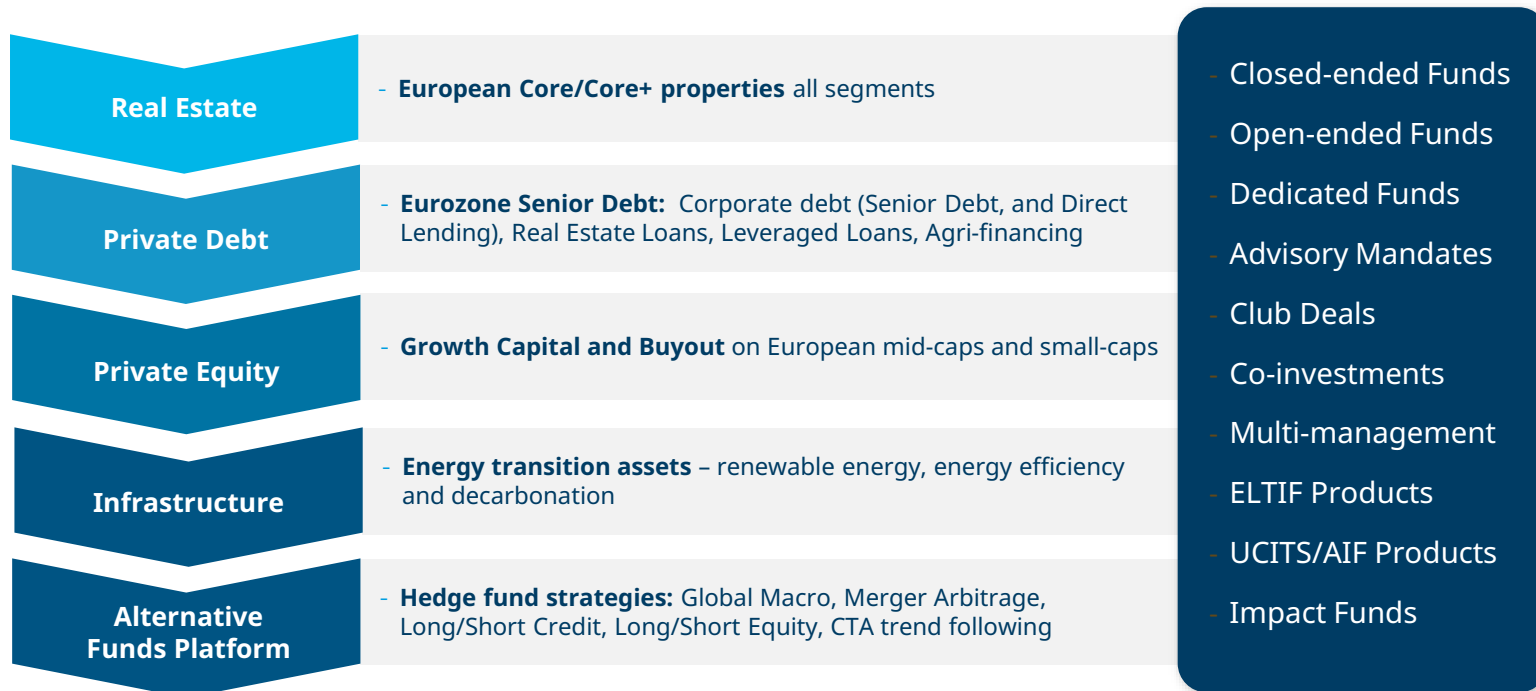 Real Estate
- European Core/Core+ properties all segments
Private Debt
- Eurozone Senior Debt: Corporate debt (Senior Debt, and Direct
Lending), Real Estate Loans, Leveraged Loans, Agri-financing
Private Equity
- Growth Capital and Buyout on European mid-caps and small-caps
Infrastructure
- Energy transition assets – renewable energy, energy efficiency
and decarbonation
Alternative
Funds Platform
- Hedge fund strategies: Global Macro, Merger Arbitrage,
Long/Short Credit, Long/Short Equity, CTA trend following
- Closed-ended Funds
- Open-ended Funds
- Dedicated Funds
- Advisory Mandates
- Club Deals
- Co-investments
- Multi-management
- ELTIF Products
- UCITS/AIF Products
- Impact Funds